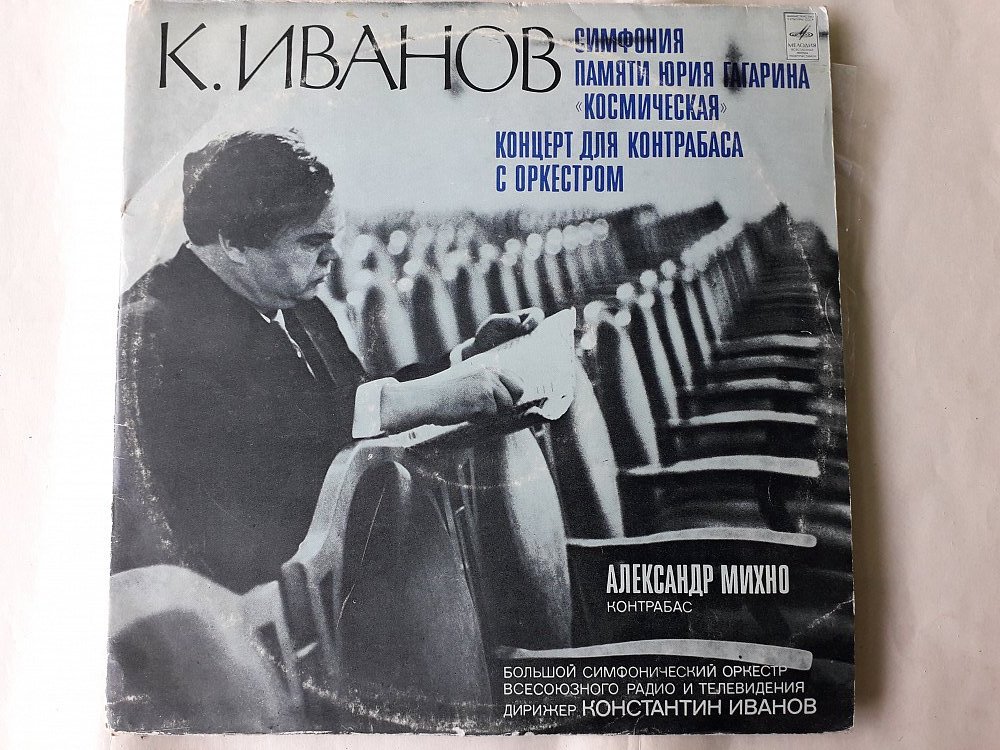 К. ИВАНОВ
СИМФОНИЯ
ПАМЯТИ ЮРИЯ ГАГАРИНА
«КОСМИЧЕСКАЯ»
КОНЦЕРТ ДЛЯ КОНТРАБАСА
С ОРКЕСТРОМ
МЕЛОДИЯ
АЛЕКСАНДР МИХНО
КОНТРАБАС
БОЛЬШОЙ СИМФОНИЧЕСКИЙ ОРКЕСТР
ВСЕСОЮЗНОГО РАДИО И ТЕЛЕВИДЕНИЯ
ДИРИЖЕР КОНСТАНТИН ИВАНОВ